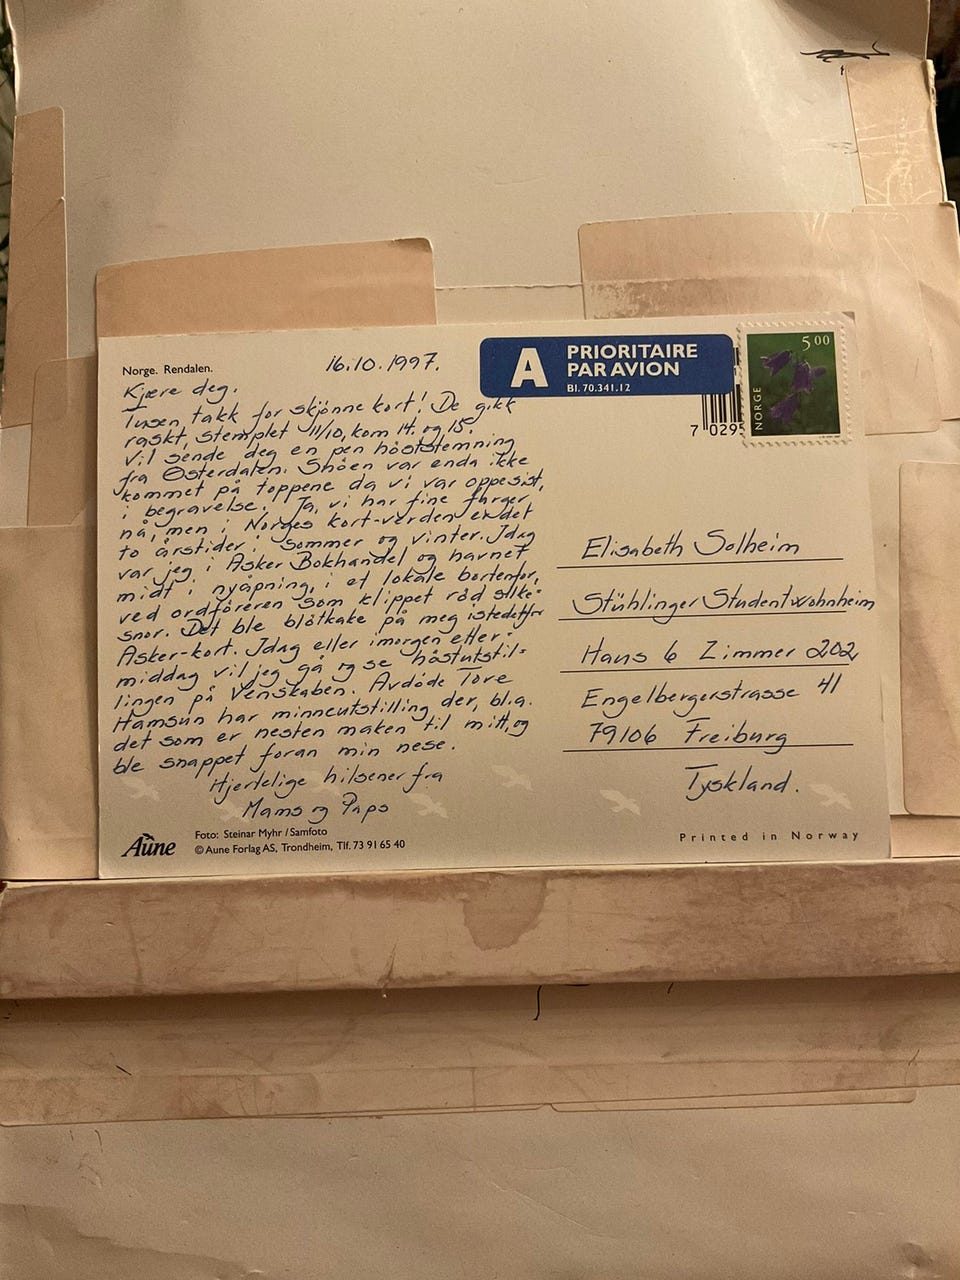 Norge. Rendalen.
16.10.1997.
Kjære deg.
Tusen takk for skjønne kort! De gikk
raskt, stemplet 11/10, kom 14. og 15.
Vil sende deg en pen høststemning
fra Østerdalen. Snøen var enda ikke
kommet på toppene da vi var oppe sist,
i begravelse. Ja, vi har fine farger
nå, men i Norges kort-verden er det
to årstider: Sommer og vinter. Idag
var jeg i Asker Bokhandel og havnet
midt i nyåpning, i et lokale bortenfor,
ved ordføreren som klippet rød silke-
snor. Det ble bløtkake på meg istedetfor
Asker-kort. Idag eller imorgen etter-
middag vil jeg gå og se høstutstil=
lingen på Venskaben. Avdøde Tore
Hamsun har minneutstilling der, bl.a.
det som er nesten maken til mitt, og
ble snappet foran min nese.
Hjertelige hilsener fra
Mams og Paps
Aune
Foto: Steinar Myhr / Samfoto
© Aune Forlag AS, Trondheim, Tlf. 73 91 65 40
A PRIORITAIRE
PAR AVION
Bl. 70.341.12
7 0295
NORGE
5 00
Elisabeth Solheim
Stühlinger Studentwohnheim
Haus 6 Zimmer 202
Engelbergerstrasse 41
79106 Freiburg
Tyskland.
Printed in Norway